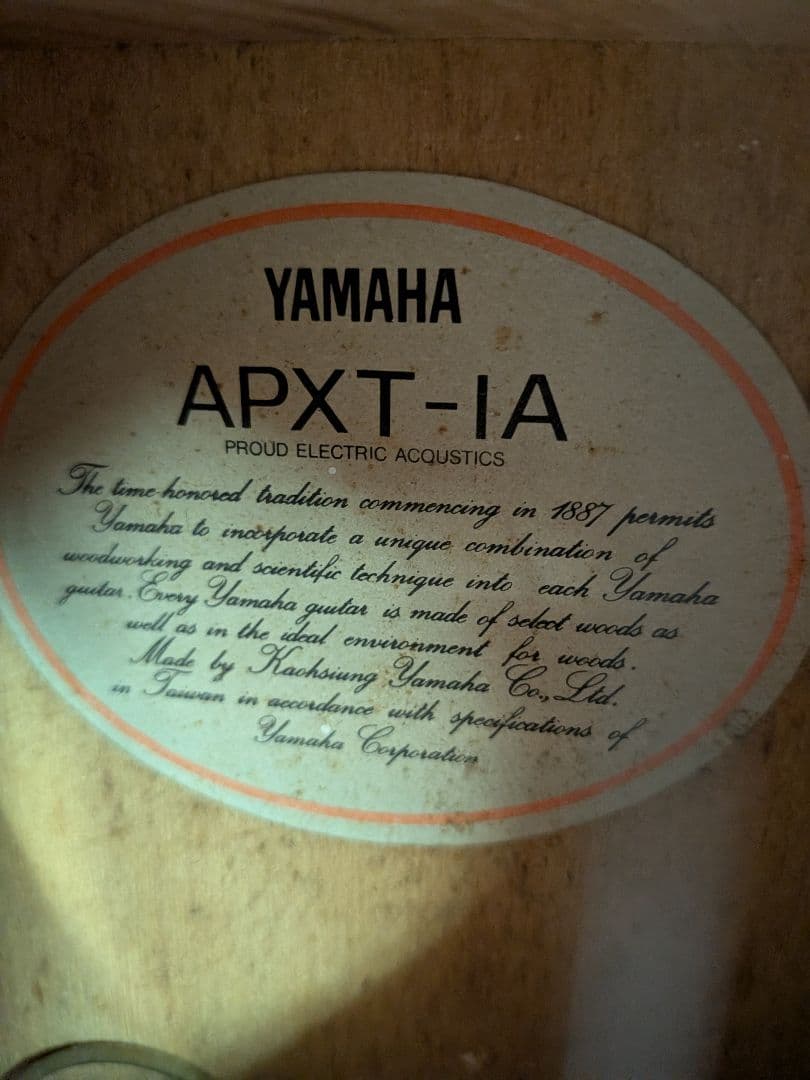 YAMAHA
APXT-1A
PROUD ELECTRIC ACOUSTICS
The time-honored tradition commencing in 1887 permits
Yamaha to incorporate a unique combination of
woodworking and scientific technique into each Yamaha
guitar. Every Yamaha guitar is made of select woods as
well as in the ideal environment for woods.
Made by Kaohsiung Yamaha Co., Ltd.
in Taiwan in accordance with specifications of
Yamaha Corporation